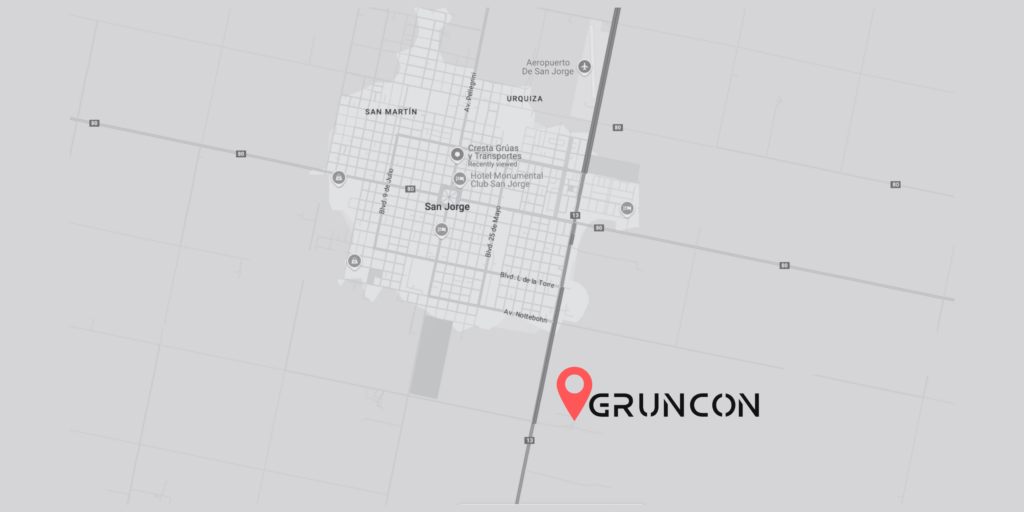 Aeropuerto
De San Jorge
Av. Pellegrini
URQUIZA
SAN MARTÍN
80
80
80
Cresta Grúas
y Transportes
Recently viewed
Hotel Monumental
Club San Jorge
80
80
Blvd. 9 de Julio
San Jorge
13
80
Blvd. 25 de Mayo
80
Blvd. L de la Torre
Av. Noltebohn
GRUNCON
13